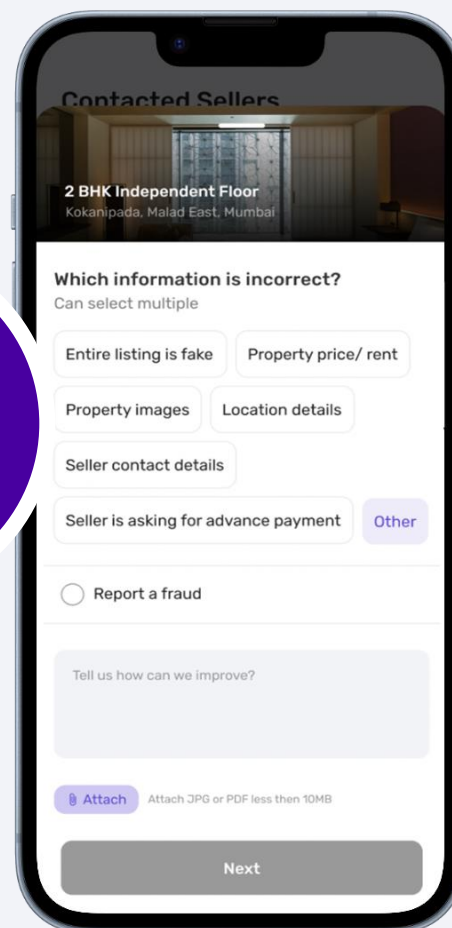 Contacted Sellers
2 BHK Independent Floor
Kokanipada, Malad East, Mumbai
Which information is incorrect?
Can select multiple
Entire listing is fake
Property price/ rent
Property images
Location details
Seller contact details
Seller is asking for advance payment
Other
Report a fraud
Tell us how can we improve?
Attach
Attach JPG or PDF less then 10MB
Next